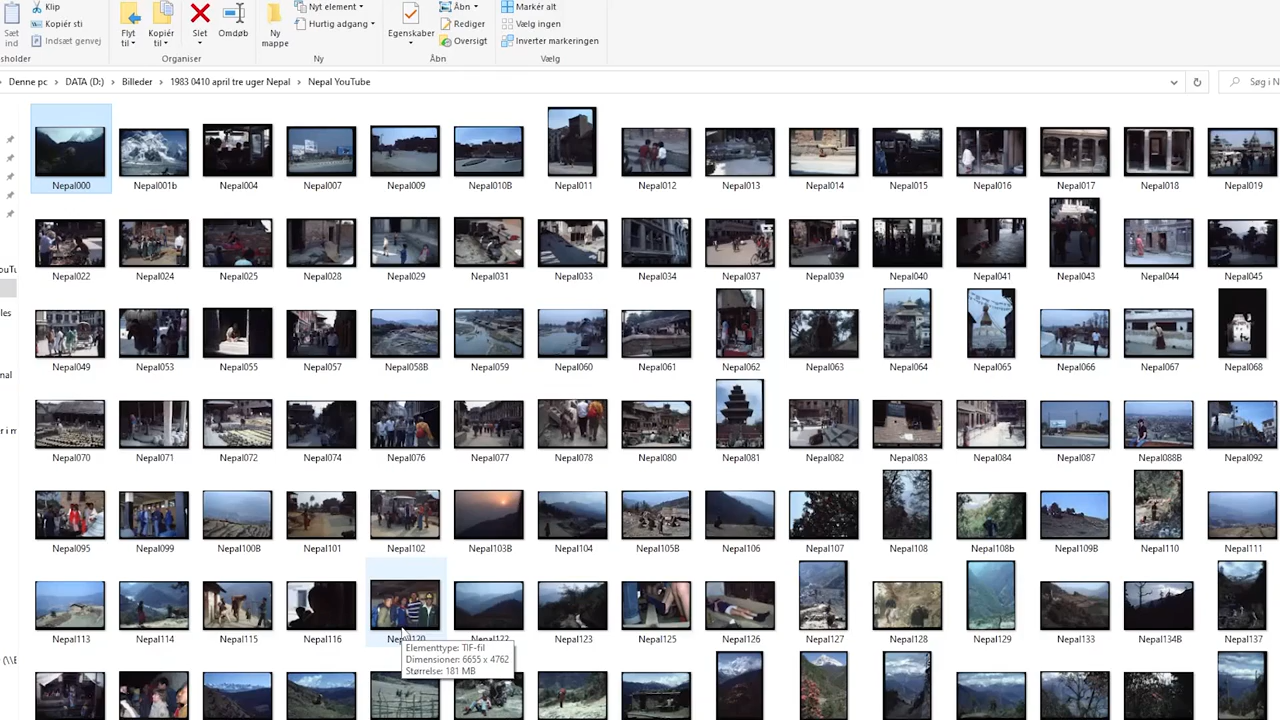 Klip
Kopiér sti
Indsæt genvej
Sæt
ind
Flyt
til
Kopiér
til
Slet
Omdøb
Ny
mappe
Nyt element
Hurtig adgang
Egenskaber
Åbn
Rediger
Oversigt
Markér alt
Vælg ingen
Inverter markeringen
sholder
Organiser
Ny
Åbn
Vælg
Denne pc > DATA (D:) > Billeder > 1983 0410 april tre uger Nepal > Nepal YouTube
Søg i N
Nepal000 Nepal001b Nepal004 Nepal007 Nepal009 Nepal010B Nepal011 Nepal012 Nepal013 Nepal014 Nepal015 Nepal016 Nepal017 Nepal018 Nepal019
Nepal022 Nepal024 Nepal025 Nepal028 Nepal029 Nepal031 Nepal033 Nepal034 Nepal037 Nepal039 Nepal040 Nepal041 Nepal043 Nepal044 Nepal045
Nepal049 Nepal053 Nepal055 Nepal057 Nepal058B Nepal059 Nepal060 Nepal061 Nepal062 Nepal063 Nepal064 Nepal065 Nepal066 Nepal067 Nepal068
Nepal070 Nepal071 Nepal072 Nepal074 Nepal076 Nepal077 Nepal078 Nepal080 Nepal081 Nepal082 Nepal083 Nepal084 Nepal087 Nepal088B Nepal092
Nepal095 Nepal099 Nepal100B Nepal101 Nepal102 Nepal103B Nepal104 Nepal105B Nepal106 Nepal107 Nepal108 Nepal108b Nepal109B Nepal110 Nepal111
Nepal113 Nepal114 Nepal115 Nepal116 Nepal120 Nepal122 Nepal123 Nepal125 Nepal126 Nepal127 Nepal128 Nepal129 Nepal133 Nepal134B Nepal137
Elementtype: TIF-fil
Dimensioner: 6655 x 4762
Størrelse: 181 MB